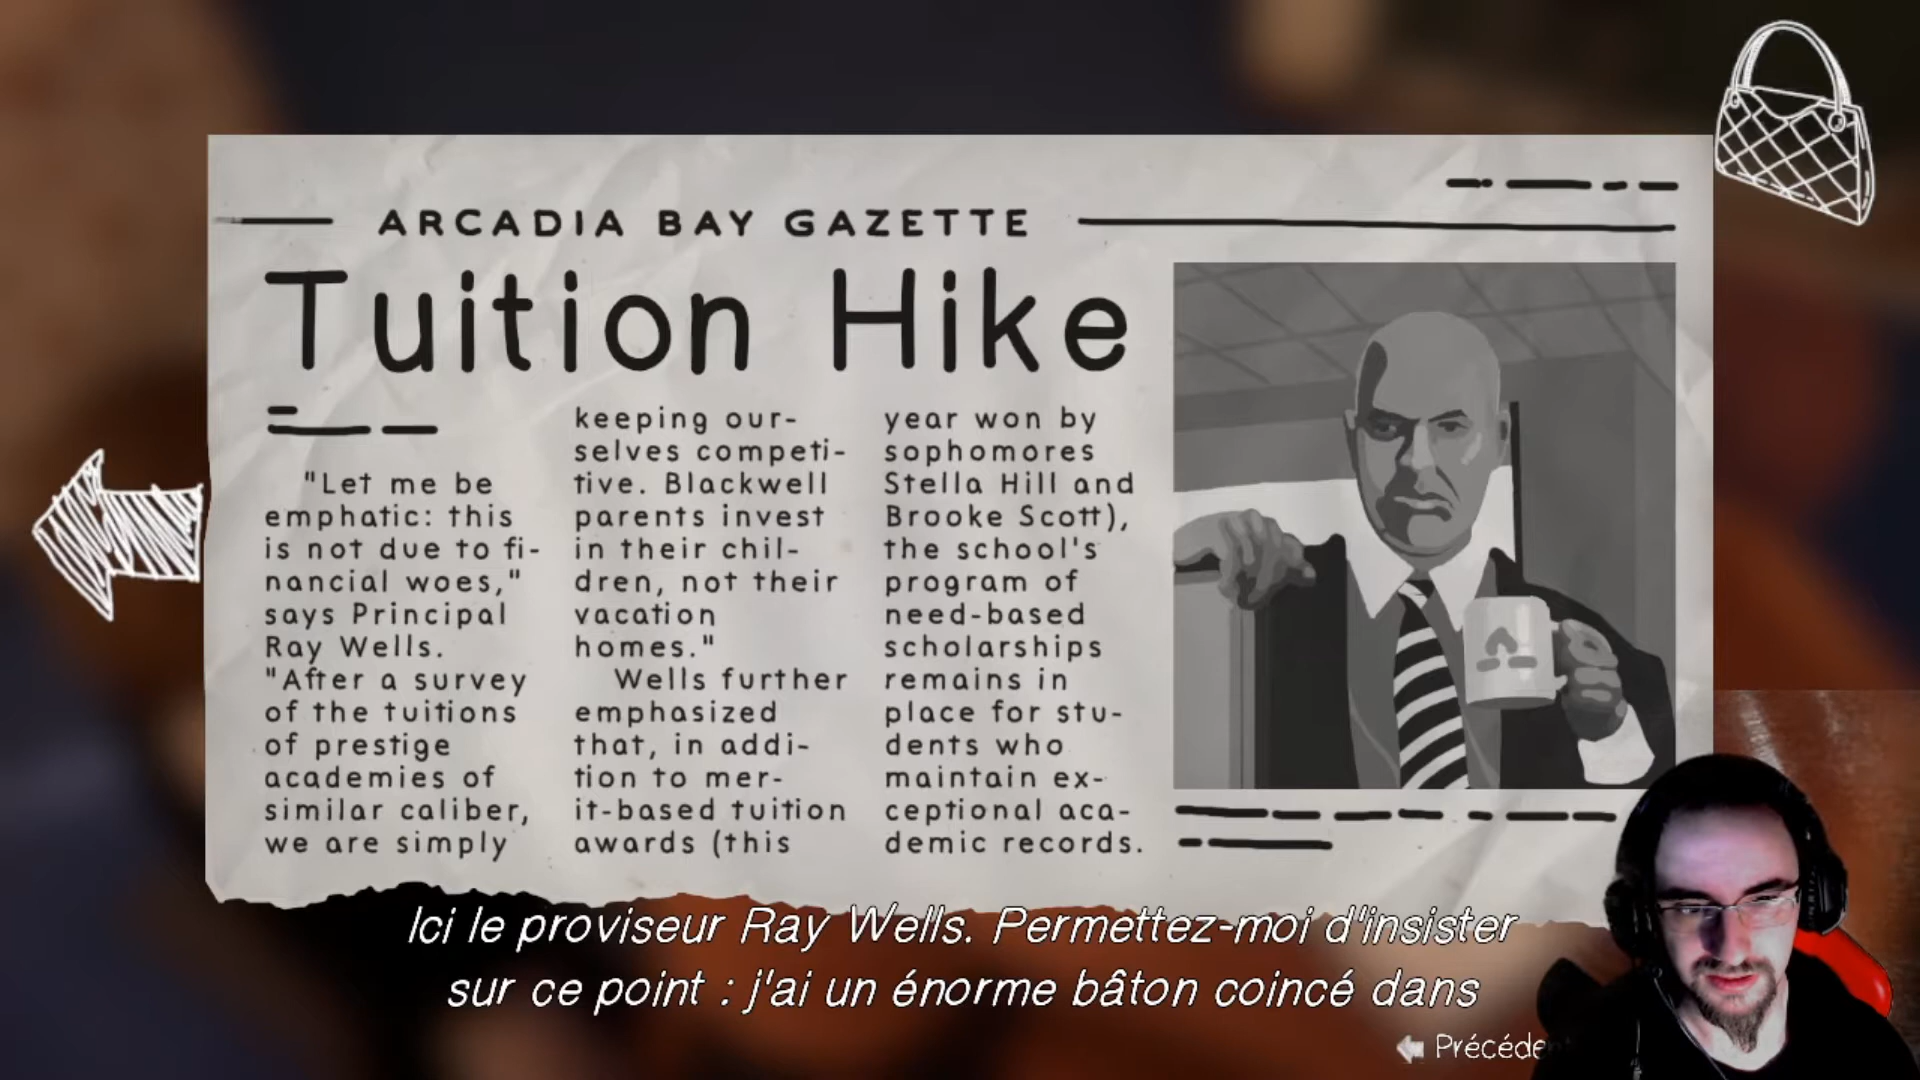 ARCADIA BAY GAZETTE
Tuition Hike
"Let me be
emphatic: this
is not due to fi-
nancial woes,"
says Principal
Ray Wells.
"After a survey
of the tuitions
of prestige
academies of
similar caliber,
we are simply
keeping our-
selves competi-
tive. Blackwell
parents invest
in their chil-
dren, not their
vacation
homes."
Wells further
emphasized
that, in addi-
tion to mer-
it-based tuition
awards (this
year won by
sophomores
Stella Hill and
Brooke Scott),
the school's
program of
need-based
scholarships
remains in
place for stu-
dents who
maintain ex-
ceptional aca-
demic records.
Ici le proviseur Ray Wells. Permettez-moi d'insister
sur ce point : j'ai un énorme bâton coincé dans